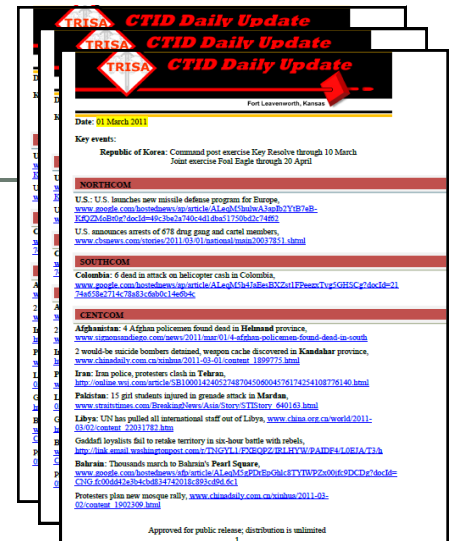 TRISA CTID Daily Update
TRISA CTID Daily Update
TRISA CTID Daily Update
Fort Leavenworth, Kansas
Date: 01 March 2011
Key events:
Republic of Korea: Command post exercise Key Resolve through 10 March
Joint exercise Foal Eagle through 20 April
NORTHCOM
U.S.: U.S. launches new missile defense program for Europe,
www.google.com/hostednews/ap/article/ALeqM5hulwA3apIb2YtB7eB-
KfQZMoBt0g?docId=49c3be2a740c4d1dba51750bd2c74f62
U.S. announces arrests of 678 drug gang and cartel members,
www.cbsnews.com/stories/2011/03/01/national/main20037851.shtml
SOUTHCOM
Colombia: 6 dead in attack on helicopter cash in Colombia,
www.google.com/hostednews/ap/article/ALeqM5h4JaEesBXZst1FPeezxTvg5GHSCg?docId=21
74a658e2714c78a83c6ab0c14e6b4c
CENTCOM
Afghanistan: 4 Afghan policemen found dead in Helmand province,
www.signonsandiego.com/news/2011/mar/01/4-afghan-policemen-found-dead-in-south
2 would-be suicide bombers detained, weapon cache discovered in Kandahar province,
www.chinadaily.com.cn/xinhua/2011-03-01/content_1899775.html
Iran: Iran police, protesters clash in Tehran,
http://online.wsj.com/article/SB10001424052748704506004576174254108776140.html
Pakistan: 15 girl students injured in grenade attack in Mardan,
www.straitstimes.com/BreakingNews/Asia/Story/STIStory_640163.html
Libya: UN has pulled all international staff out of Libya, www.china.org.cn/world/2011-
03/02/content_22031782.htm
Gaddafi loyalists fail to retake territory in six-hour battle with rebels,
http://link.email.washingtonpost.com/r/TNGYL1/FXEQPZ/IRLHYW/PAIDF4/L0EJA/T3/h
Bahrain: Thousands march to Bahrain's Pearl Square,
www.google.com/hostednews/afp/article/ALeqM5gPDrEpGhlc8TYIWPZx00ifc9DCDg?docId=
CNG.fc00dd42e3b4cbd834742018c893cd9d.6c1
Protesters plan new mosque rally, www.chinadaily.com.cn/xinhua/2011-03-
02/content_1902309.html
Approved for public release; distribution is unlimited
1